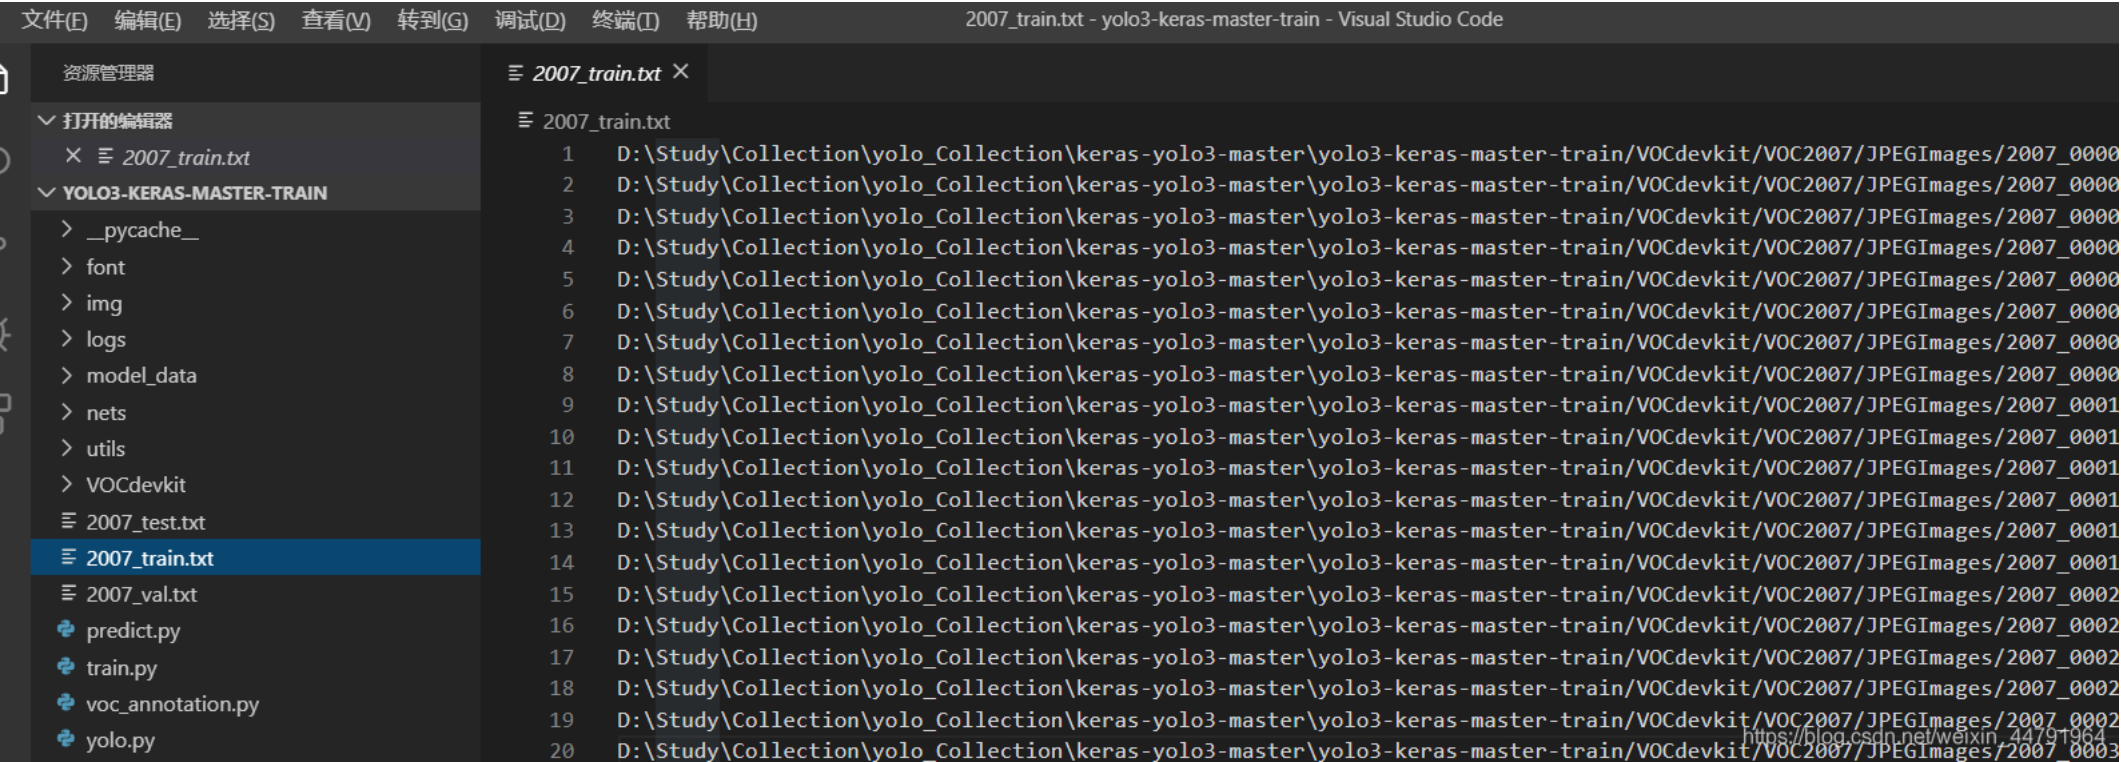 文件(F) 编辑(E) 选择(S) 查看(V) 转到(G) 调试(D) 终端(T) 帮助(H) 2007_train.txt - yolo3-keras-master-train - Visual Studio Code
资源管理器
打开的编辑器
2007_train.txt
YOLO3-KERAS-MASTER-TRAIN
__pycache__
font
img
logs
model_data
nets
utils
VOCdevkit
2007_test.txt
2007_train.txt
2007_val.txt
predict.py
train.py
voc_annotation.py
yolo.py
2007_train.txt
2007_train.txt
1 D:\Study\Collection\yolo_Collection\keras-yolo3-master\yolo3-keras-master-train/VOCdevkit/VOC2007/JPEGImages/2007_0000
2 D:\Study\Collection\yolo_Collection\keras-yolo3-master\yolo3-keras-master-train/VOCdevkit/VOC2007/JPEGImages/2007_0000
3 D:\Study\Collection\yolo_Collection\keras-yolo3-master\yolo3-keras-master-train/VOCdevkit/VOC2007/JPEGImages/2007_0000
4 D:\Study\Collection\yolo_Collection\keras-yolo3-master\yolo3-keras-master-train/VOCdevkit/VOC2007/JPEGImages/2007_0000
5 D:\Study\Collection\yolo_Collection\keras-yolo3-master\yolo3-keras-master-train/VOCdevkit/VOC2007/JPEGImages/2007_0000
6 D:\Study\Collection\yolo_Collection\keras-yolo3-master\yolo3-keras-master-train/VOCdevkit/VOC2007/JPEGImages/2007_0000
7 D:\Study\Collection\yolo_Collection\keras-yolo3-master\yolo3-keras-master-train/VOCdevkit/VOC2007/JPEGImages/2007_0000
8 D:\Study\Collection\yolo_Collection\keras-yolo3-master\yolo3-keras-master-train/VOCdevkit/VOC2007/JPEGImages/2007_0000
9 D:\Study\Collection\yolo_Collection\keras-yolo3-master\yolo3-keras-master-train/VOCdevkit/VOC2007/JPEGImages/2007_0001
10 D:\Study\Collection\yolo_Collection\keras-yolo3-master\yolo3-keras-master-train/VOCdevkit/VOC2007/JPEGImages/2007_0001
11 D:\Study\Collection\yolo_Collection\keras-yolo3-master\yolo3-keras-master-train/VOCdevkit/VOC2007/JPEGImages/2007_0001
12 D:\Study\Collection\yolo_Collection\keras-yolo3-master\yolo3-keras-master-train/VOCdevkit/VOC2007/JPEGImages/2007_0001
13 D:\Study\Collection\yolo_Collection\keras-yolo3-master\yolo3-keras-master-train/VOCdevkit/VOC2007/JPEGImages/2007_0001
14 D:\Study\Collection\yolo_Collection\keras-yolo3-master\yolo3-keras-master-train/VOCdevkit/VOC2007/JPEGImages/2007_0001
15 D:\Study\Collection\yolo_Collection\keras-yolo3-master\yolo3-keras-master-train/VOCdevkit/VOC2007/JPEGImages/2007_0002
16 D:\Study\Collection\yolo_Collection\keras-yolo3-master\yolo3-keras-master-train/VOCdevkit/VOC2007/JPEGImages/2007_0002
17 D:\Study\Collection\yolo_Collection\keras-yolo3-master\yolo3-keras-master-train/VOCdevkit/VOC2007/JPEGImages/2007_0002
18 D:\Study\Collection\yolo_Collection\keras-yolo3-master\yolo3-keras-master-train/VOCdevkit/VOC2007/JPEGImages/2007_0002
19 D:\Study\Collection\yolo_Collection\keras-yolo3-master\yolo3-keras-master-train/VOCdevkit/VOC2007/JPEGImages/2007_0002
20 D:\Study\Collection\yolo_Collection\keras-yolo3-master\yolo3-keras-master-train/VOCdevkit/VOC2007/JPEGImages/2007_0003
https://blog.csdn.net/weixin_44791964